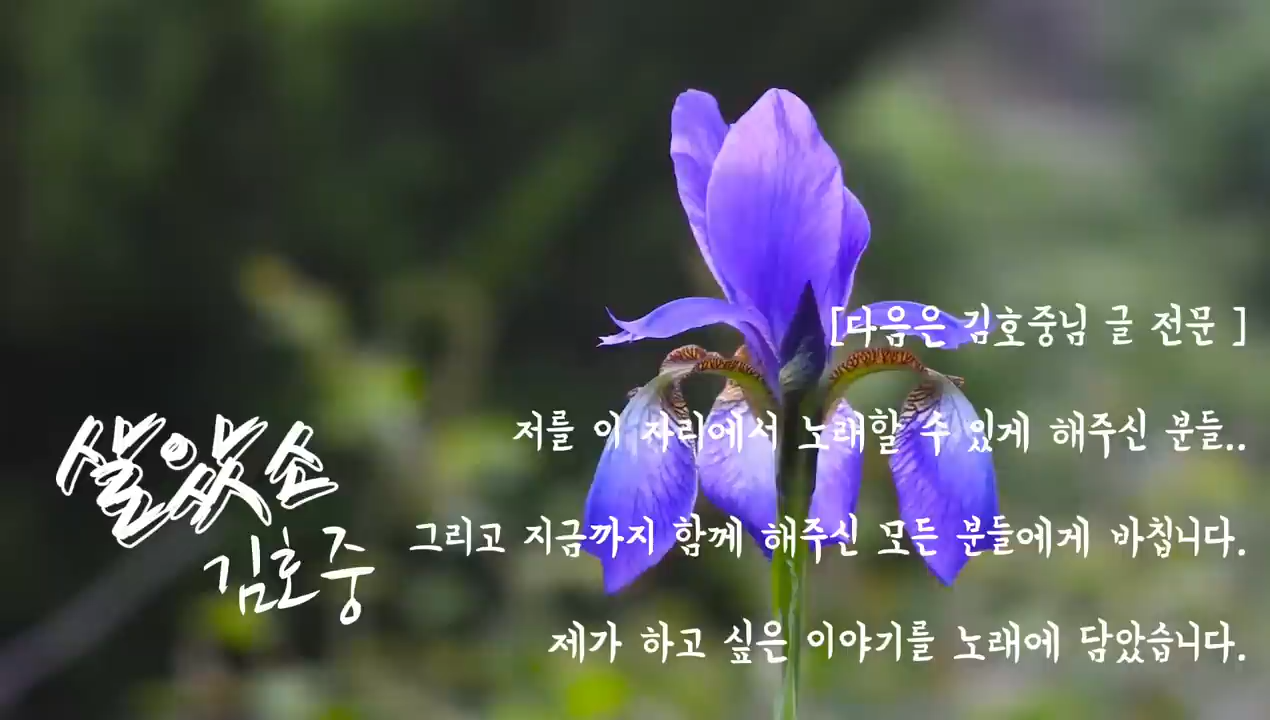 살았소
김호중
[다음은 김호중님 글 전문 ]
저를 이 자리에서 노래할 수 있게 해주신 분들..
그리고 지금까지 함께 해주신 모든 분들에게 바칩니다.
제가 하고 싶은 이야기를 노래에 담았습니다.